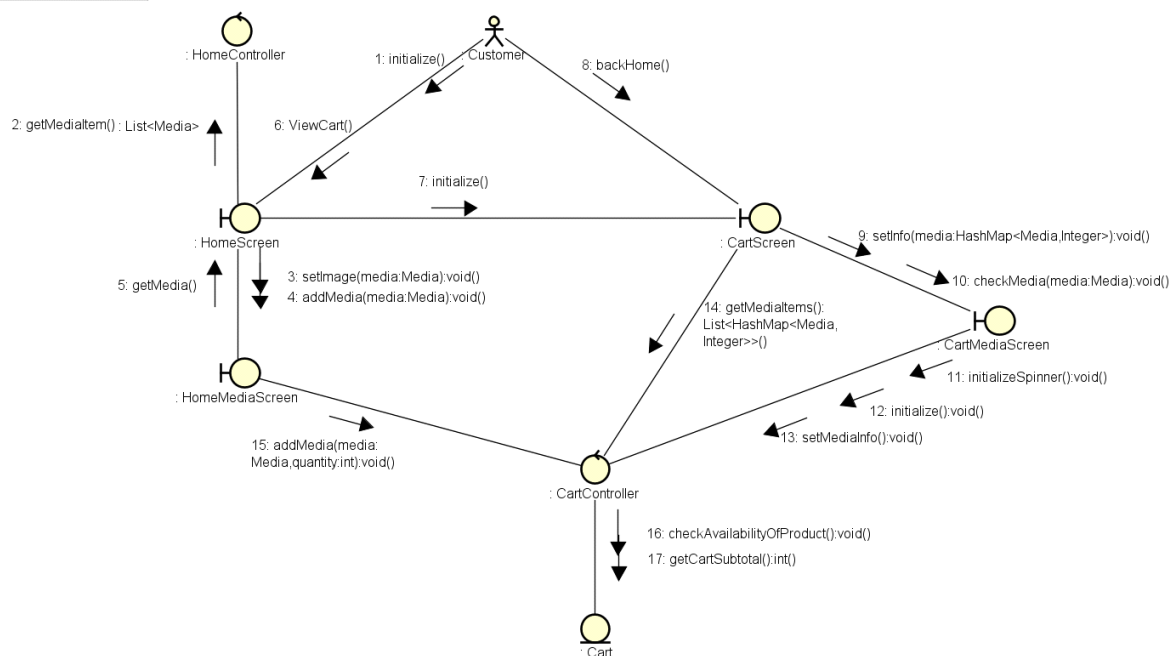 : HomeController
: Customer
1: initialize()
8: backHome()
2: getMediaItem() : List<Media>
6: ViewCart()
7: initialize()
: HomeScreen
: CartScreen
9: setInfo(media:HashMap<Media,Integer>):void()
10: checkMedia(media:Media):void()
5: getMedia()
3: setImage(media:Media):void()
4: addMedia(media:Media):void()
14: getMediaItems():
List<HashMap<Media,
Integer>>()
: CartMediaScreen
: HomeMediaScreen
11: initializeSpinner():void()
12: initialize():void()
13: setMediaInfo():void()
15: addMedia(media:
Media,quantity:int):void()
: CartController
16: checkAvailabilityOfProduct():void()
17: getCartSubtotal():int()
: Cart